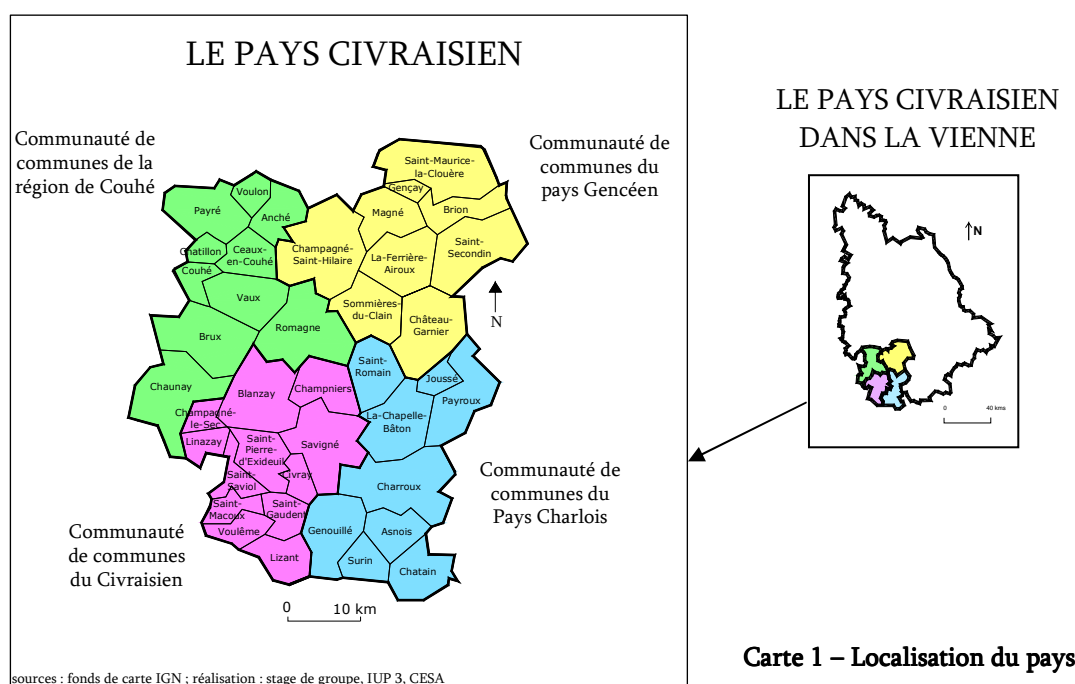 LE PAYS CIVRAISIEN
Communauté de
communes de la
région de Couhé
Communauté de
communes du
pays Gencéen
Saint-Maurice-
la-Clouère
Gençay
Voulon
Payré
Anché
Magné
Brion
Châtillon
Ceaux-
en-Couhé
Champagné-
Saint-Hilaire
La-Ferrière-
Airoux
Saint-
Secondin
Couhé
Vaux
Sommières-
du-Clain
Château-
Garnier
N
Romagne
Brux
Saint-
Romain
Joussé
Chaunay
Blanzay
Champniers
Payroux
Champagné-
le-Sec
La-Chapelle-
Bâton
Linazay
Saint-
Pierre-
d'Exideuil
Savigné
Saint-
Saviol
Civray
Charroux
Communauté de
communes du
Pays Charlois
Saint-
Macoux
Saint-
Gaudent
Voulême
Genouillé
Asnois
Communauté
de communes
du Civraisien
Lizant
Surin
Chatain
0 10 km
sources : fonds de carte IGN ; réalisation : stage de groupe, IUP 3, CESA
LE PAYS CIVRAISIEN
DANS LA VIENNE
N
0 40 kms
Carte 1 – Localisation du pays